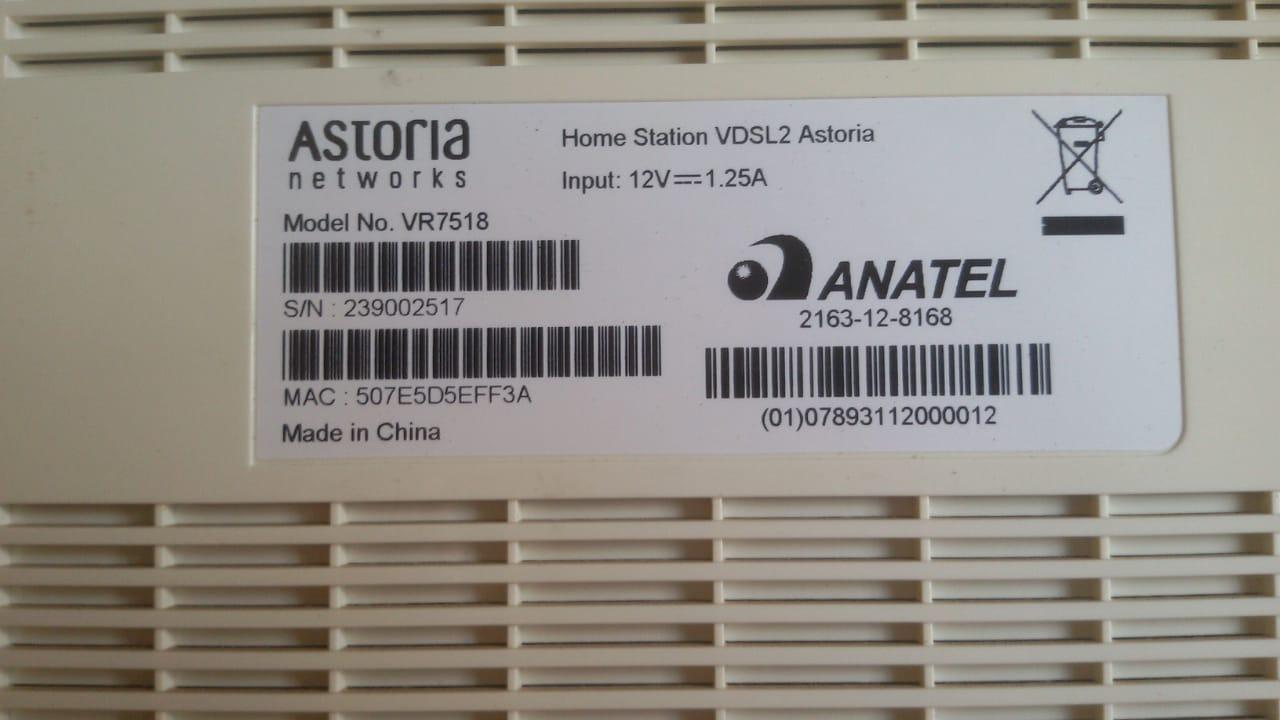 Astoria
networks
Home Station VDSL2 Astoria
Input: 12V⎓1.25A
Model No. VR7518
S/N : 239002517
MAC : 507E5D5EFF3A
Made in China
ANATEL
2163-12-8168
(01)07893112000012